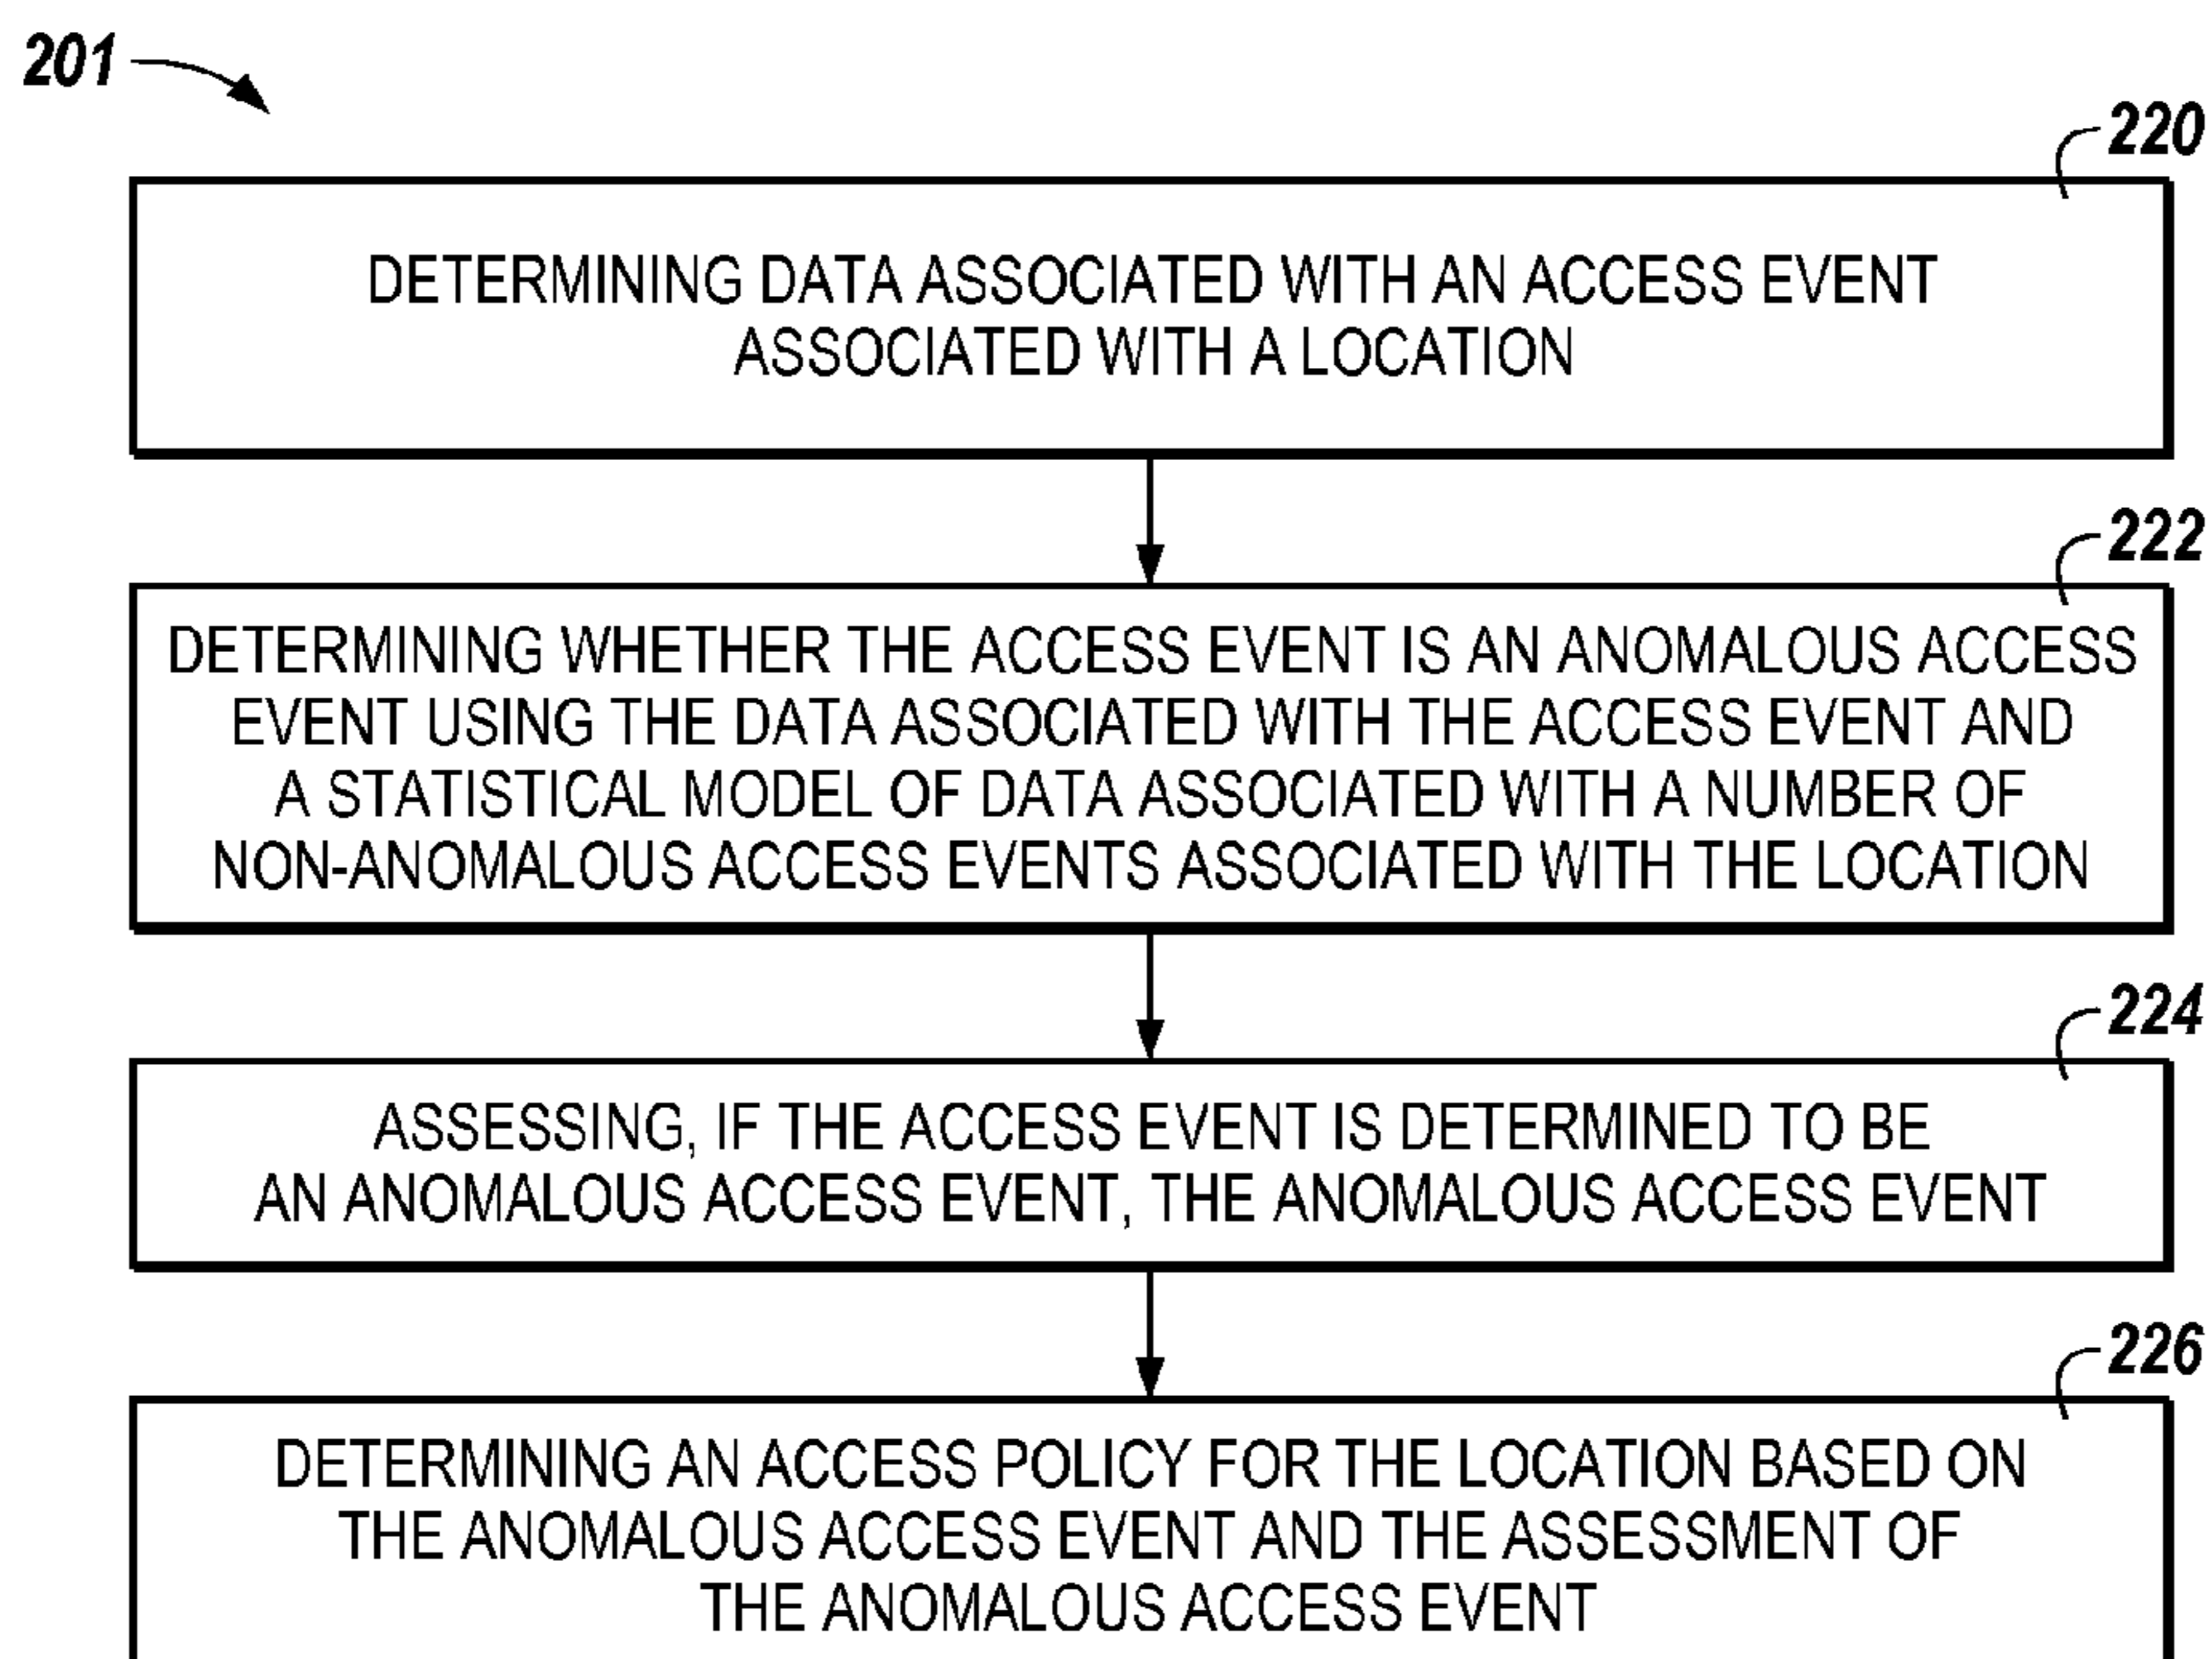 201
220
DETERMINING DATA ASSOCIATED WITH AN ACCESS EVENT
ASSOCIATED WITH A LOCATION
222
DETERMINING WHETHER THE ACCESS EVENT IS AN ANOMALOUS ACCESS
EVENT USING THE DATA ASSOCIATED WITH THE ACCESS EVENT AND
A STATISTICAL MODEL OF DATA ASSOCIATED WITH A NUMBER OF
NON-ANOMALOUS ACCESS EVENTS ASSOCIATED WITH THE LOCATION
224
ASSESSING, IF THE ACCESS EVENT IS DETERMINED TO BE
AN ANOMALOUS ACCESS EVENT, THE ANOMALOUS ACCESS EVENT
226
DETERMINING AN ACCESS POLICY FOR THE LOCATION BASED ON
THE ANOMALOUS ACCESS EVENT AND THE ASSESSMENT OF
THE ANOMALOUS ACCESS EVENT